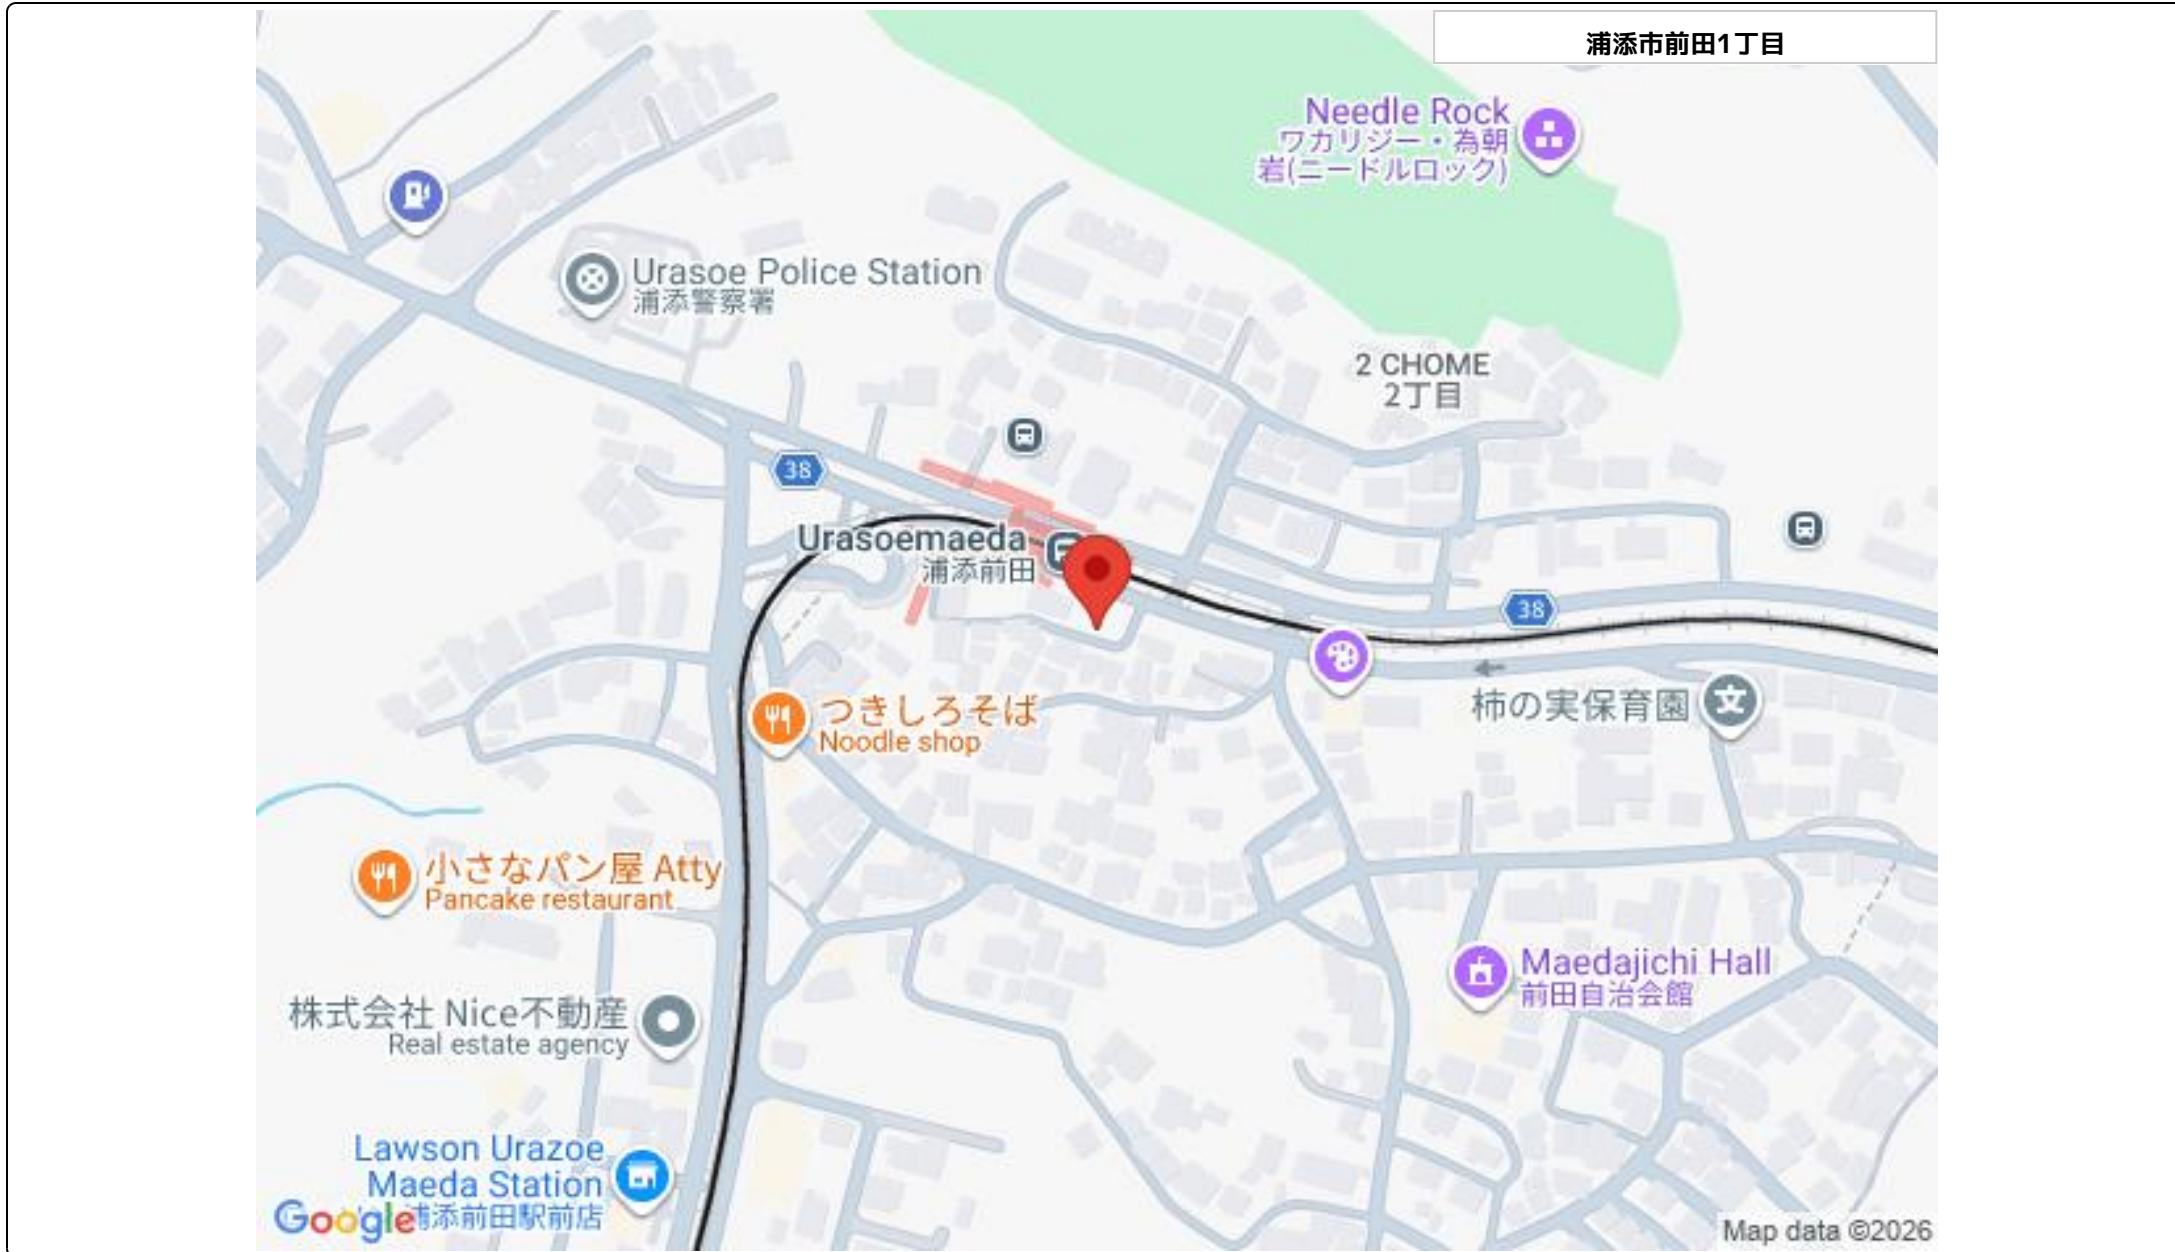 浦添市前田1丁目
Needle Rock
ワカリジー・為朝
岩(ニードルロック)
Urasoe Police Station
浦添警察署
2 CHOME
2丁目
38
Urasoemaeda
浦添前田
38
柿の実保育園
つきしろそば
Noodle shop
小さなパン屋 Atty
Pancake restaurant
Maedajichi Hall
前田自治会館
株式会社 Nice不動産
Real estate agency
Lawson Urazoe
Maeda Station
浦添前田駅前店
Google
Map data ©2026